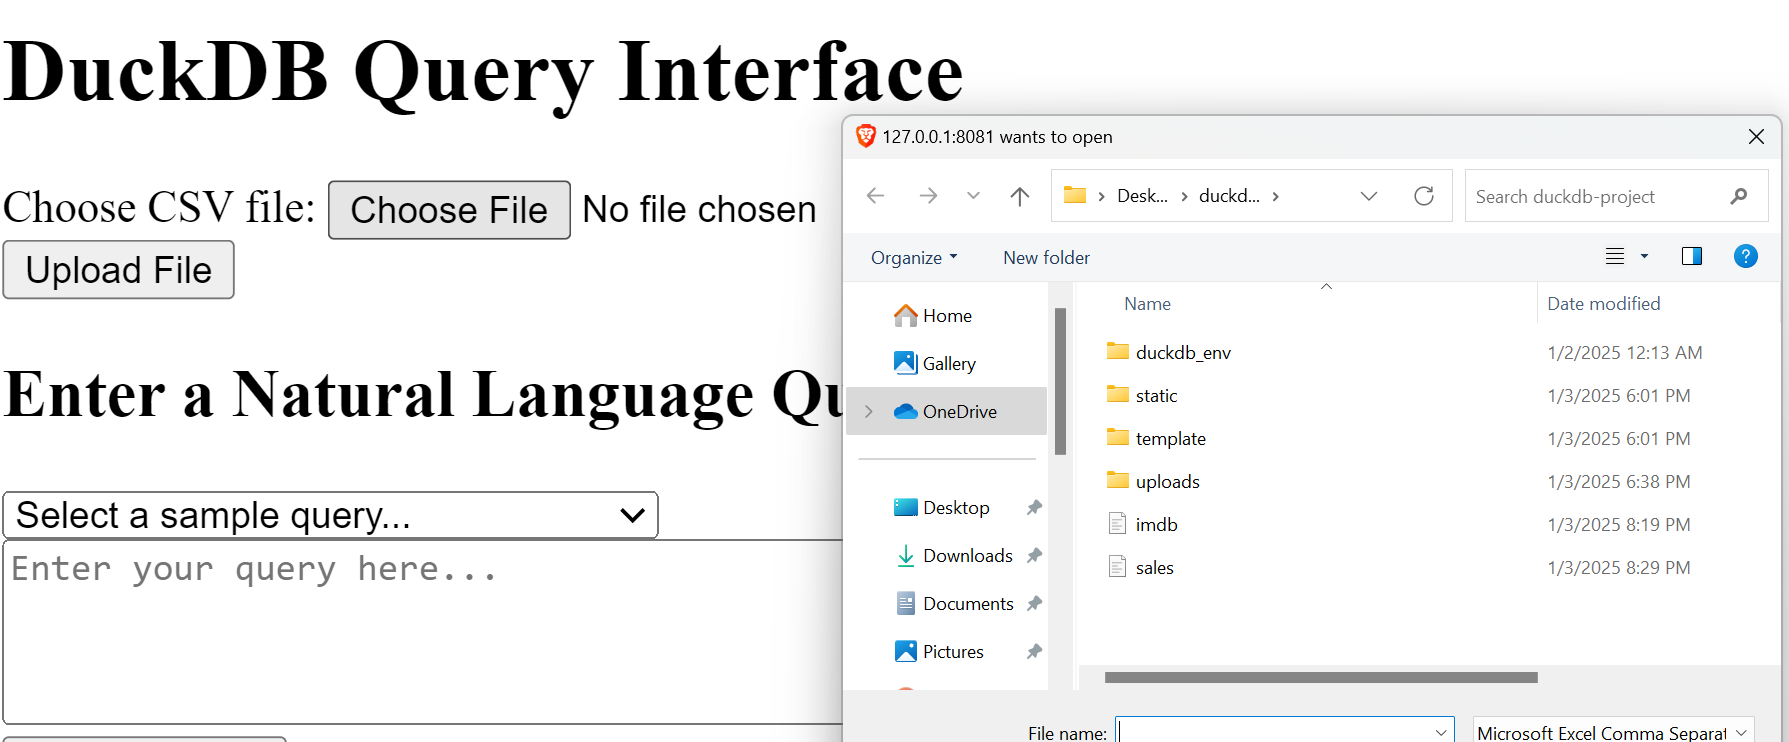 DuckDB Query Interface
Choose CSV file: Choose File No file chosen
Upload File
Enter a Natural Language Qu
Select a sample query...
Enter your query here...
127.0.0.1:8081 wants to open
Desk... duckd...
Search duckdb-project
Organize New folder
Home
Gallery
OneDrive
Desktop
Downloads
Documents
Pictures
Name Date modified
duckdb_env 1/2/2025 12:13 AM
static 1/3/2025 6:01 PM
template 1/3/2025 6:01 PM
uploads 1/3/2025 6:38 PM
imdb 1/3/2025 8:19 PM
sales 1/3/2025 8:29 PM
File name: Microsoft Excel Comma Separat